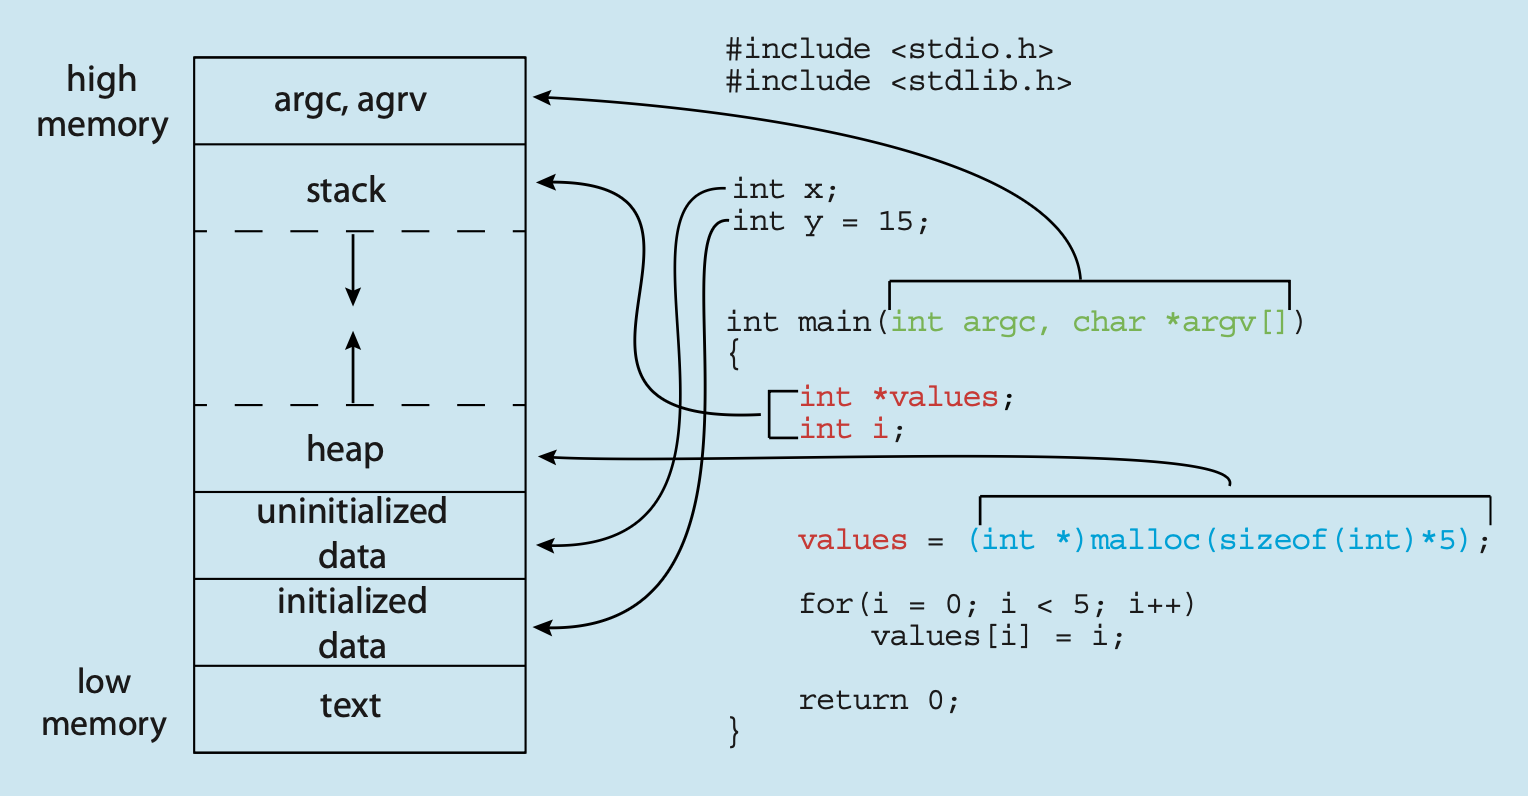 high
memory
argc, agrv
stack
heap
uninitialized
data
initialized
data
low
memory
text
#include <stdio.h>
#include <stdlib.h>
int x;
int y = 15;
int main(int argc, char *argv[])
{
int *values;
int i;
values = (int *)malloc(sizeof(int)*5);
for(i = 0; i < 5; i++)
values[i] = i;
return 0;
}